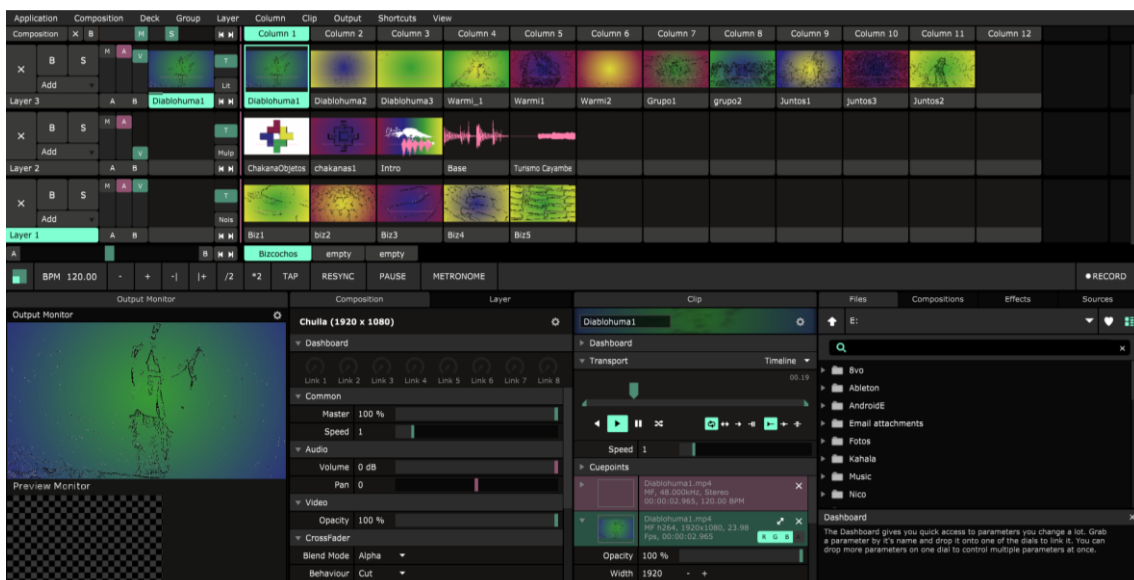 Application Composition Deck Group Layer Column Clip Output Shortcuts View
Composition X B M S Column 1 Column 2 Column 3 Column 4 Column 5 Column 6 Column 7 Column 8 Column 9 Column 10 Column 11 Column 12
B S M A V T
Add Lit
Layer 3 A B Diablohuma1 Diablohuma1 Diablohuma2 Diablohuma3 Warmi_1 Warmi1 Warmi2 Grupo1 grupo2 Juntos1 juntos3 Juntos2
B S M A T
Add V Mulp
Layer 2 A B ChakanaObjetos chakanas1 Intro Base Turismo Cayambe
B S M A V T
Add Nois
Layer 1 A B Biz1 biz2 Biz3 Biz4 Biz5
A B Bizcochos empty empty
BPM 120.00 - + -| |+ /2 *2 TAP RESYNC PAUSE METRONOME RECORD
Output Monitor Composition Layer Clip Files Compositions Effects Sources
Output Monitor
Chulla (1920 x 1080)
Dashboard
Link 1 Link 2 Link 3 Link 4 Link 5 Link 6 Link 7 Link 8
Common
Master 100 %
Speed 1
Audio
Volume 0 dB
Pan 0
Video
Opacity 100 %
CrossFader
Blend Mode Alpha
Behaviour Cut
Preview Monitor
Diablohuma1
Dashboard
Transport Timeline
00.19
Speed 1
Cuepoints
Diablohuma1.mp4
MF, 48.000kHz, Stereo
00:00:02.965, 120.00 BPM
Diablohuma1.mp4
MF h264, 1920x1080, 23.98
Fps, 00:00:02.965 R G B
Opacity 100 %
Width 1920 - +
E:
8vo
Ableton
AndroidE
Email attachments
Fotos
Kahala
Music
Nico
Dashboard
The Dashboard gives you quick access to parameters you change a lot. Grab
a parameter by it's name and drop it onto one of the dials to link it. You can
drop more parameters on one dial to control multiple parameters at once.